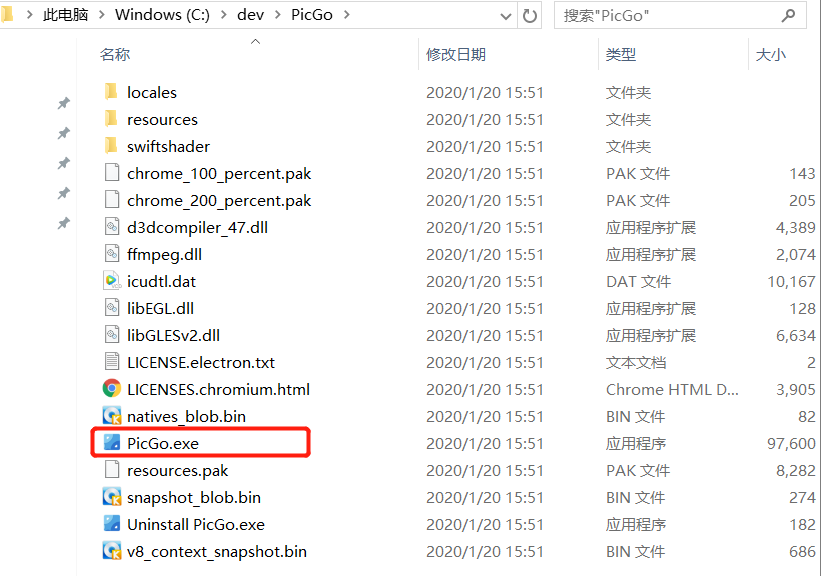 此电脑 > Windows (C:) > dev > PicGo > 搜索"PicGo"
名称 修改日期 类型 大小
locales 2020/1/20 15:51 文件夹
resources 2020/1/20 15:51 文件夹
swiftshader 2020/1/20 15:51 文件夹
chrome_100_percent.pak 2020/1/20 15:51 PAK 文件 143
chrome_200_percent.pak 2020/1/20 15:51 PAK 文件 205
d3dcompiler_47.dll 2020/1/20 15:51 应用程序扩展 4,389
ffmpeg.dll 2020/1/20 15:51 应用程序扩展 2,074
icudtl.dat 2020/1/20 15:51 DAT 文件 10,167
libEGL.dll 2020/1/20 15:51 应用程序扩展 128
libGLESv2.dll 2020/1/20 15:51 应用程序扩展 6,634
LICENSE.electron.txt 2020/1/20 15:51 文本文档 2
LICENSES.chromium.html 2020/1/20 15:51 Chrome HTML D... 3,905
natives_blob.bin 2020/1/20 15:51 BIN 文件 82
PicGo.exe 2020/1/20 15:51 应用程序 97,600
resources.pak 2020/1/20 15:51 PAK 文件 8,282
snapshot_blob.bin 2020/1/20 15:51 BIN 文件 274
Uninstall PicGo.exe 2020/1/20 15:51 应用程序 182
v8_context_snapshot.bin 2020/1/20 15:51 BIN 文件 686